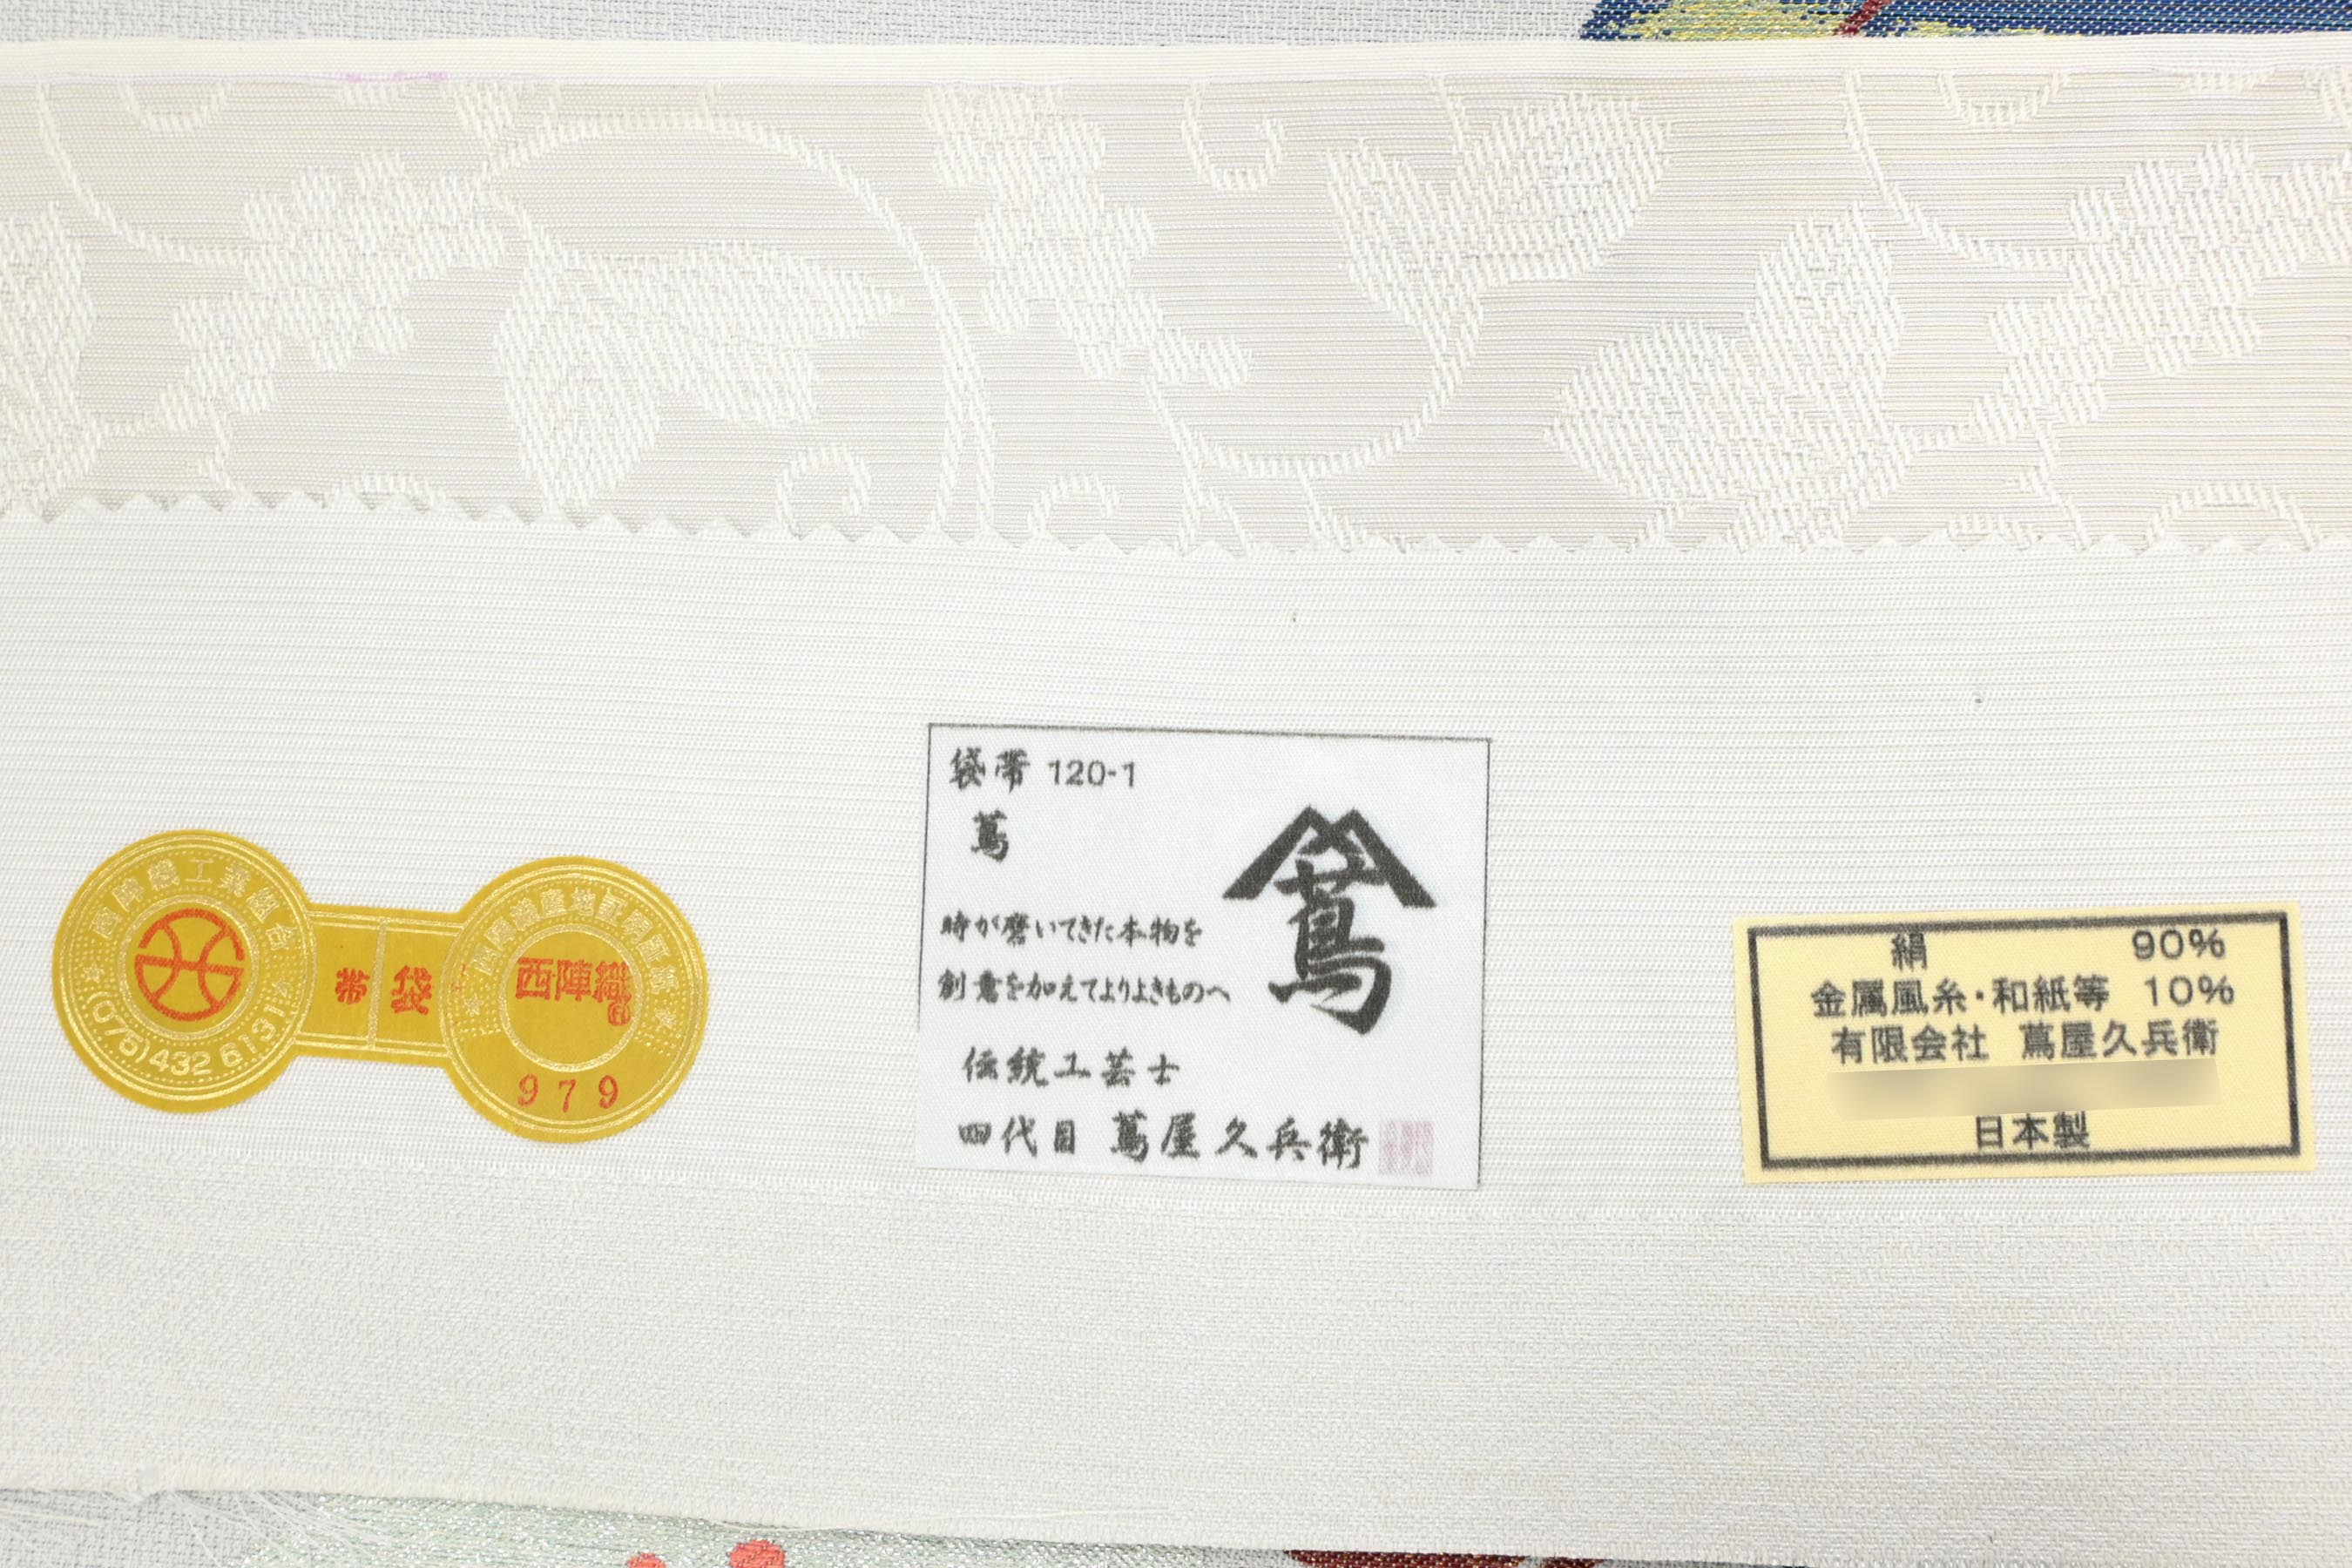 西陣織工業組合
(075)432 6131
帯袋
西陣織
979
袋帯 120-1
蔦
蔦
時が磨いてきた本物を
創意を加えてよりよきものへ
伝統工芸士
四代目 蔦屋久兵衛
絹 90%
金属風糸・和紙等 10%
有限会社 蔦屋久兵衛
日本製